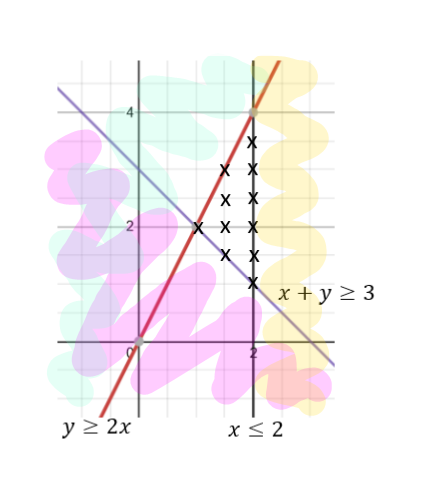 4
x
x x
x x
x x x
x x
x
x + y ≥ 3
0
2
y ≥ 2x
x ≤ 2
2